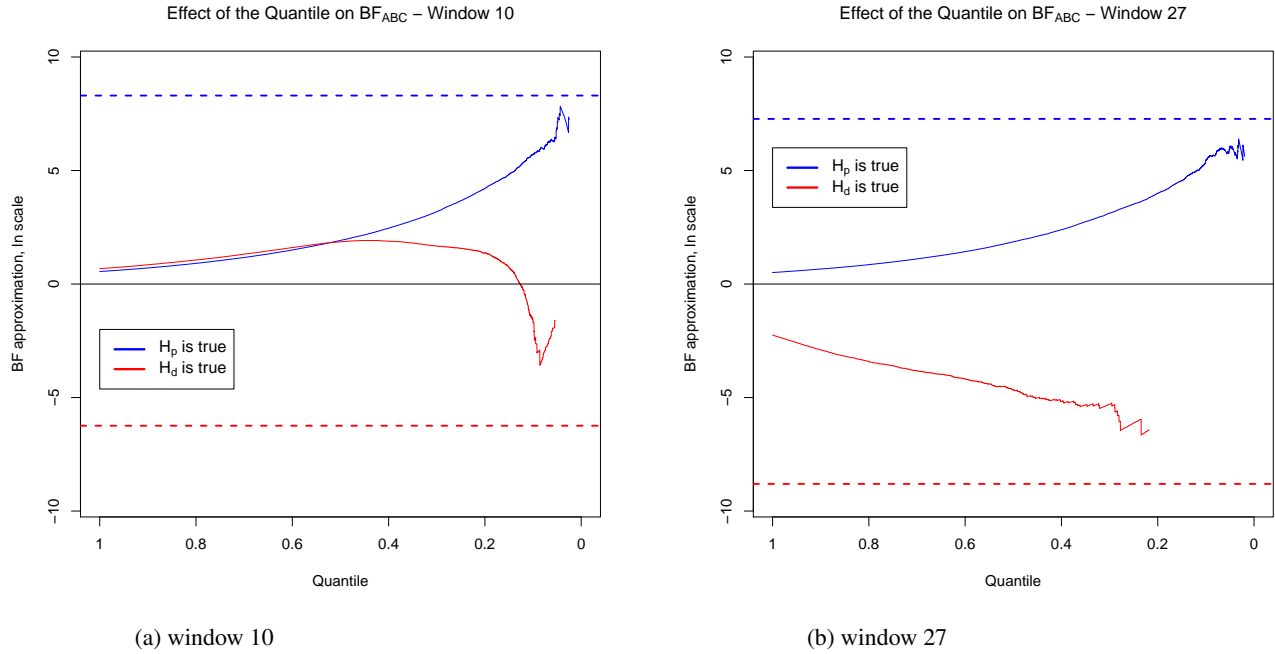 Effect of the Quantile on BF_ABC – Window 10
10
5
0
−5
−10
BF approximation, ln scale
H_p is true
H_d is true
1
0.8
0.6
0.4
0.2
0
Quantile
(a) window 10
Effect of the Quantile on BF_ABC – Window 27
10
5
0
−5
−10
BF approximation, ln scale
H_p is true
H_d is true
1
0.8
0.6
0.4
0.2
0
Quantile
(b) window 27